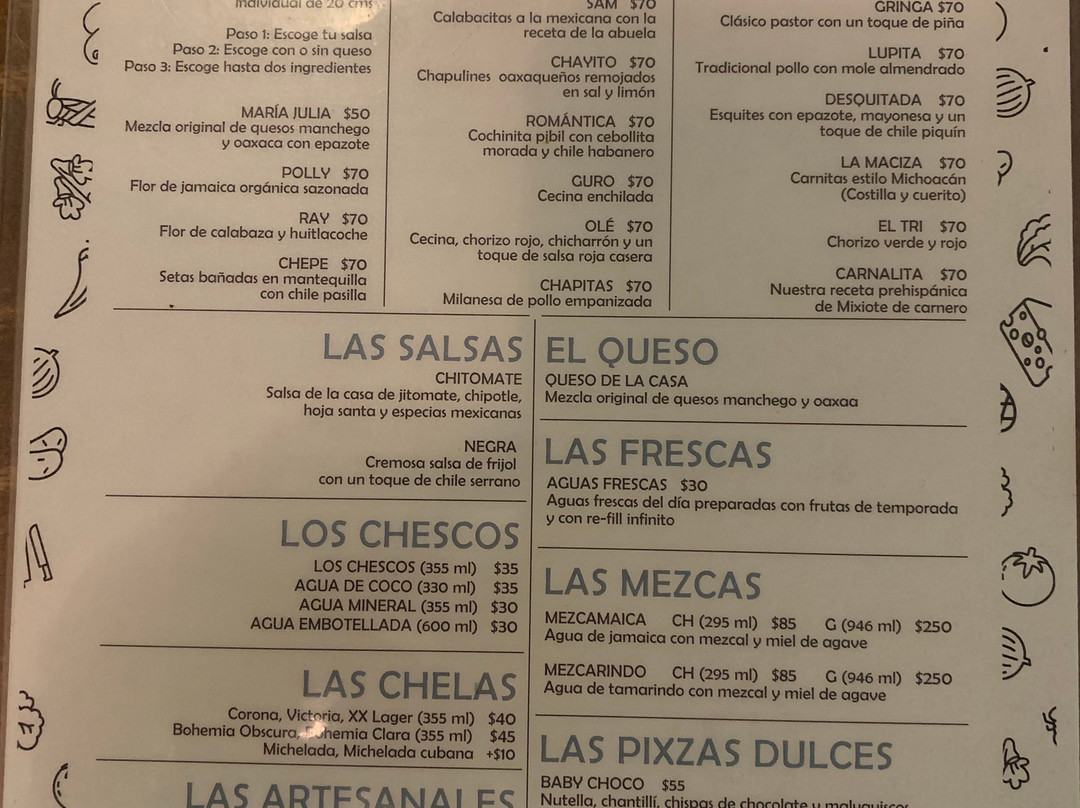 individual de 20 cms
Paso 1: Escoge tu salsa
Paso 2: Escoge con o sin queso
Paso 3: Escoge hasta dos ingredientes
MARÍA JULIA $50
Mezcla original de quesos manchego
y oaxaca con epazote
POLLY $70
Flor de jamaica orgánica sazonada
RAY $70
Flor de calabaza y huitlacoche
CHEPE $70
Setas bañadas en mantequilla
con chile pasilla
SAM $70
Calabacitas a la mexicana con la
receta de la abuela
CHAYITO $70
Chapulines oaxaqueños remojados
en sal y limón
ROMÁNTICA $70
Cochinita pibil con cebollita
morada y chile habanero
GURO $70
Cecina enchilada
OLÉ $70
Cecina, chorizo rojo, chicharrón y un
toque de salsa roja casera
CHAPITAS $70
Milanesa de pollo empanizada
GRINGA $70
Clásico pastor con un toque de piña
LUPITA $70
Tradicional pollo con mole almendrado
DESQUITADA $70
Esquites con epazote, mayonesa y un
toque de chile piquín
LA MACIZA $70
Carnitas estilo Michoacán
(Costilla y cuerito)
EL TRI $70
Chorizo verde y rojo
CARNALITA $70
Nuestra receta prehispánica
de Mixiote de carnero
LAS SALSAS
CHITOMATE
Salsa de la casa de jitomate, chipotle,
hoja santa y especias mexicanas
NEGRA
Cremosa salsa de frijol
con un toque de chile serrano
LOS CHESCOS
LOS CHESCOS (355 ml) $35
AGUA DE COCO (330 ml) $35
AGUA MINERAL (355 ml) $30
AGUA EMBOTELLADA (600 ml) $30
LAS CHELAS
Corona, Victoria, XX Lager (355 ml) $40
Bohemia Obscura, Bohemia Clara (355 ml) $45
Michelada, Michelada cubana +$10
LAS ARTESANALES
EL QUESO
QUESO DE LA CASA
Mezcla original de quesos manchego y oaxaa
LAS FRESCAS
AGUAS FRESCAS $30
Aguas frescas del día preparadas con frutas de temporada
y con re-fill infinito
LAS MEZCAS
MEZCAMAICA CH (295 ml) $85 G (946 ml) $250
Agua de jamaica con mezcal y miel de agave
MEZCARINDO CH (295 ml) $85 G (946 ml) $250
Agua de tamarindo con mezcal y miel de agave
LAS PIXZAS DULCES
BABY CHOCO $55
Nutella, chantillí, chispas de chocolate y malvaviscos